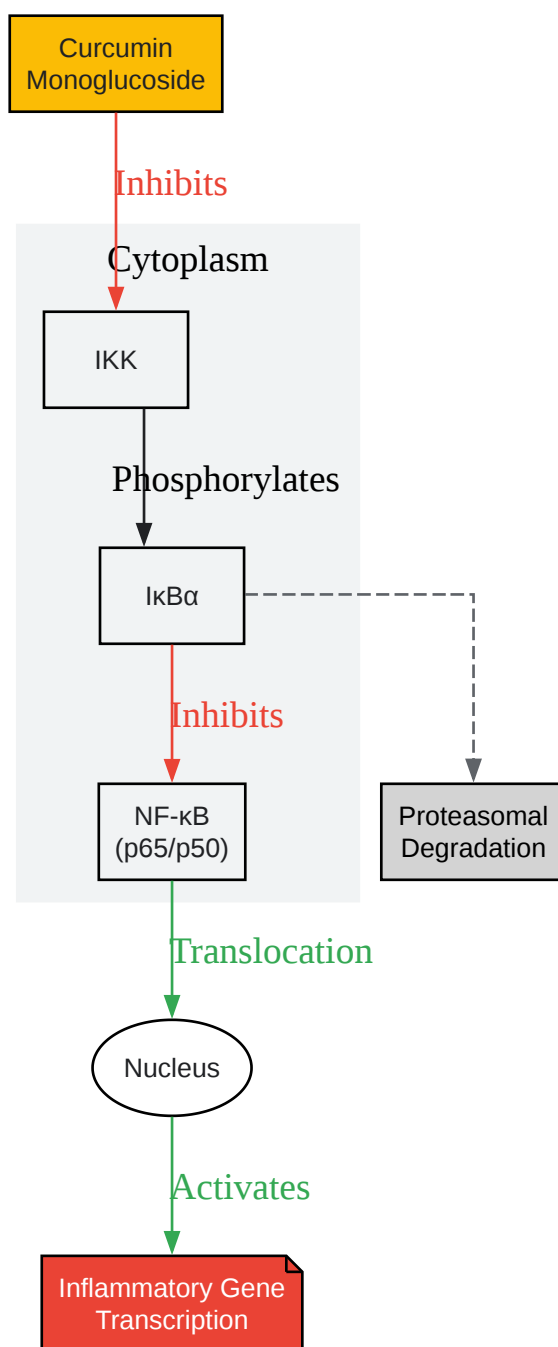 Curcumin
Monoglucoside
Inhibits
Cytoplasm
IKK
Phosphorylates
IκBα
Inhibits
NF-κB
(p65/p50)
Proteasomal
Degradation
Translocation
Nucleus
Activates
Inflammatory Gene
Transcription